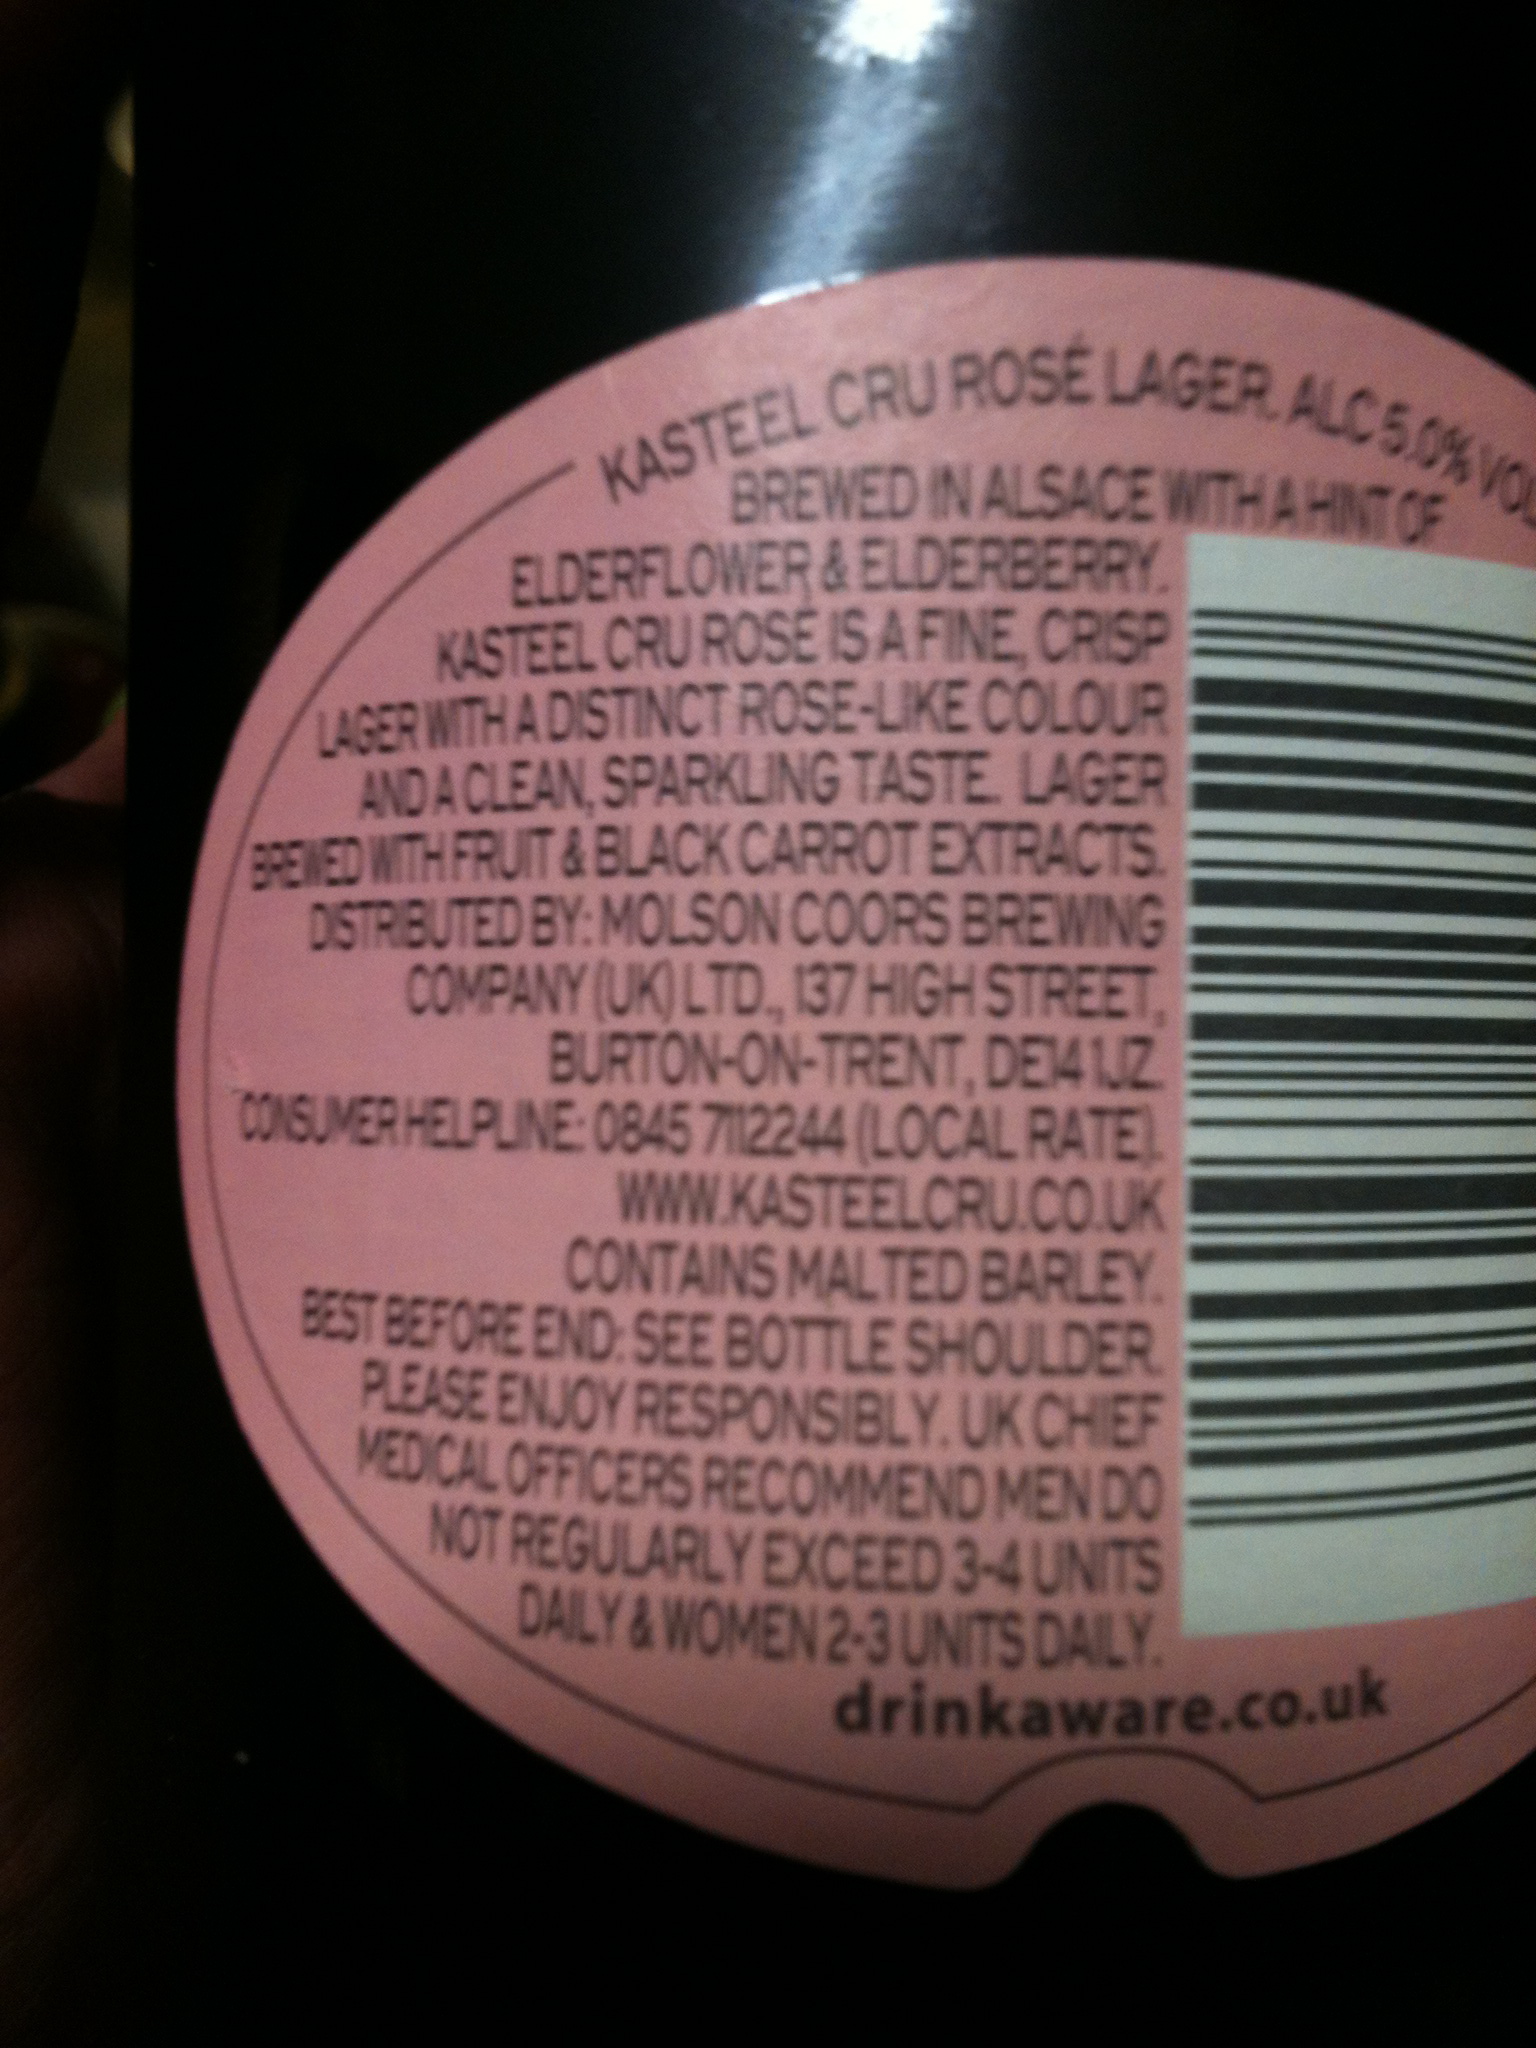 KASTEEL CRU ROSÉ LAGER. ALC 5.0%
BREWED IN ALSACE WITH A HINT OF
ELDERFLOWER & ELDERBERRY.
KASTEEL CRU ROSÉ IS A FINE, CRISP
LAGER WITH A DISTINCT ROSE-LIKE COLOUR
AND A CLEAN, SPARKLING TASTE. LAGER
BREWED WITH FRUIT & BLACK CARROT EXTRACTS.
DISTRIBUTED BY: MOLSON COORS BREWING
COMPANY (UK) LTD., 137 HIGH STREET,
BURTON-ON-TRENT, DE14 1JZ.
CONSUMER HELPLINE: 0845 7112244 (LOCAL RATE).
WWW.KASTEELCRU.CO.UK
CONTAINS MALTED BARLEY.
BEST BEFORE END: SEE BOTTLE SHOULDER.
PLEASE ENJOY RESPONSIBLY. UK CHIEF
MEDICAL OFFICERS RECOMMEND MEN DO
NOT REGULARLY EXCEED 3-4 UNITS
DAILY & WOMEN 2-3 UNITS DAILY.
drinkaware.co.uk